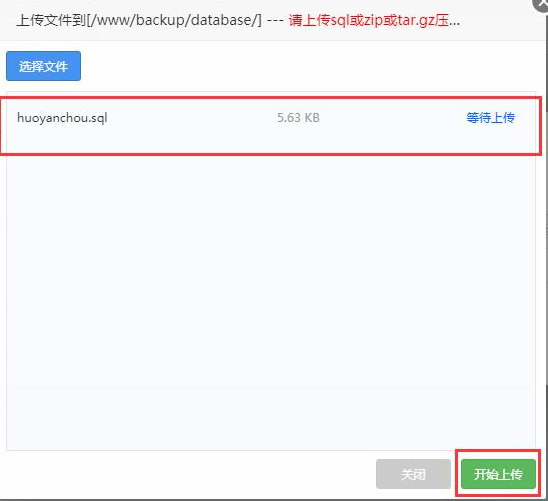 上传文件到[/www/backup/database/] --- 请上传sql或zip或tar.gz压...
选择文件
huoyanchou.sql 5.63 KB 等待上传
关闭 开始上传